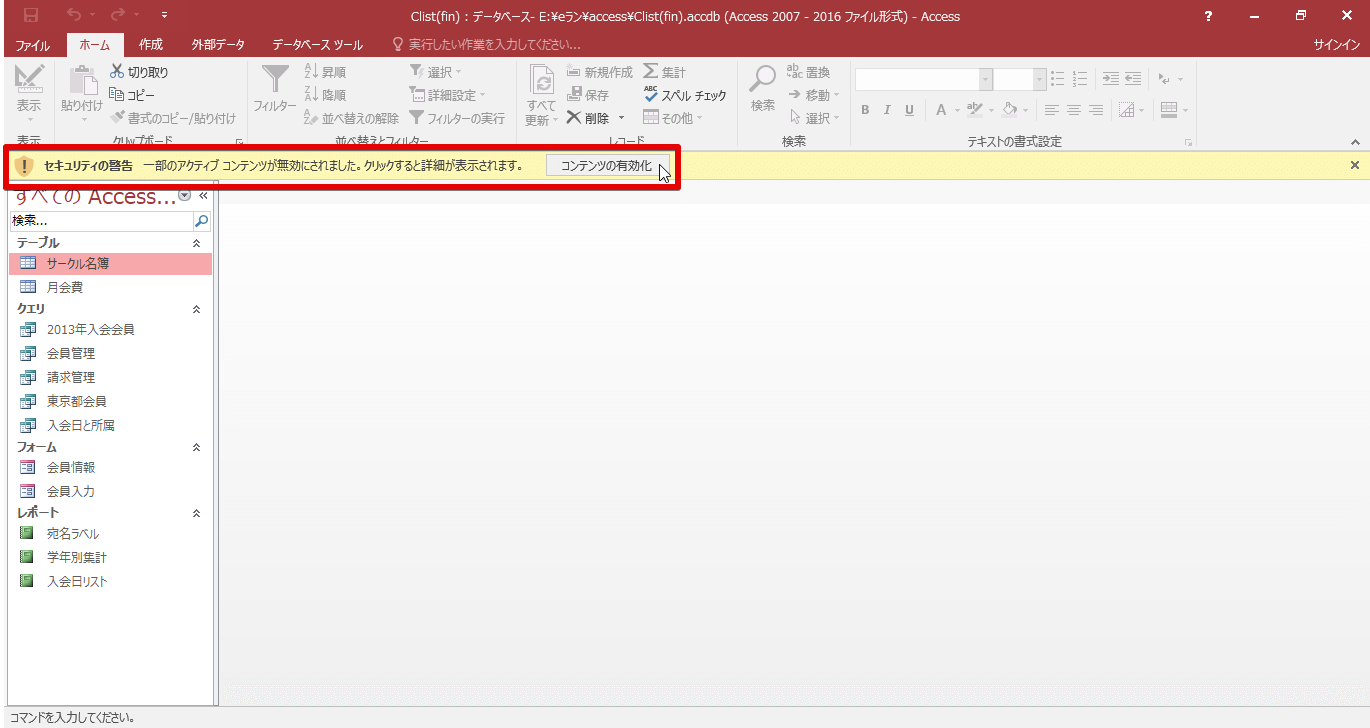 Clist(fin) : データベース- E:¥eラン¥access¥Clist(fin).accdb (Access 2007 - 2016 ファイル形式) - Access
ファイル ホーム 作成 外部データ データベース ツール 実行したい作業を入力してください... サインイン
表示
表示
貼り付け
切り取り
コピー
書式のコピー/貼り付け
クリップボード
フィルター
昇順
降順
並べ替えの解除
選択
詳細設定
フィルターの実行
並べ替えとフィルター
すべて
更新
新規作成
保存
削除
集計
スペル チェック
その他
レコード
検索
置換
移動
選択
検索
B I U A
テキストの書式設定
セキュリティの警告 一部のアクティブ コンテンツが無効にされました。クリックすると詳細が表示されます。 コンテンツの有効化
すべての Access...
検索...
テーブル
サークル名簿
月会費
クエリ
2013年入会会員
会員管理
請求管理
東京都会員
入会日と所属
フォーム
会員情報
会員入力
レポート
宛名ラベル
学年別集計
入会日リスト
コマンドを入力してください。